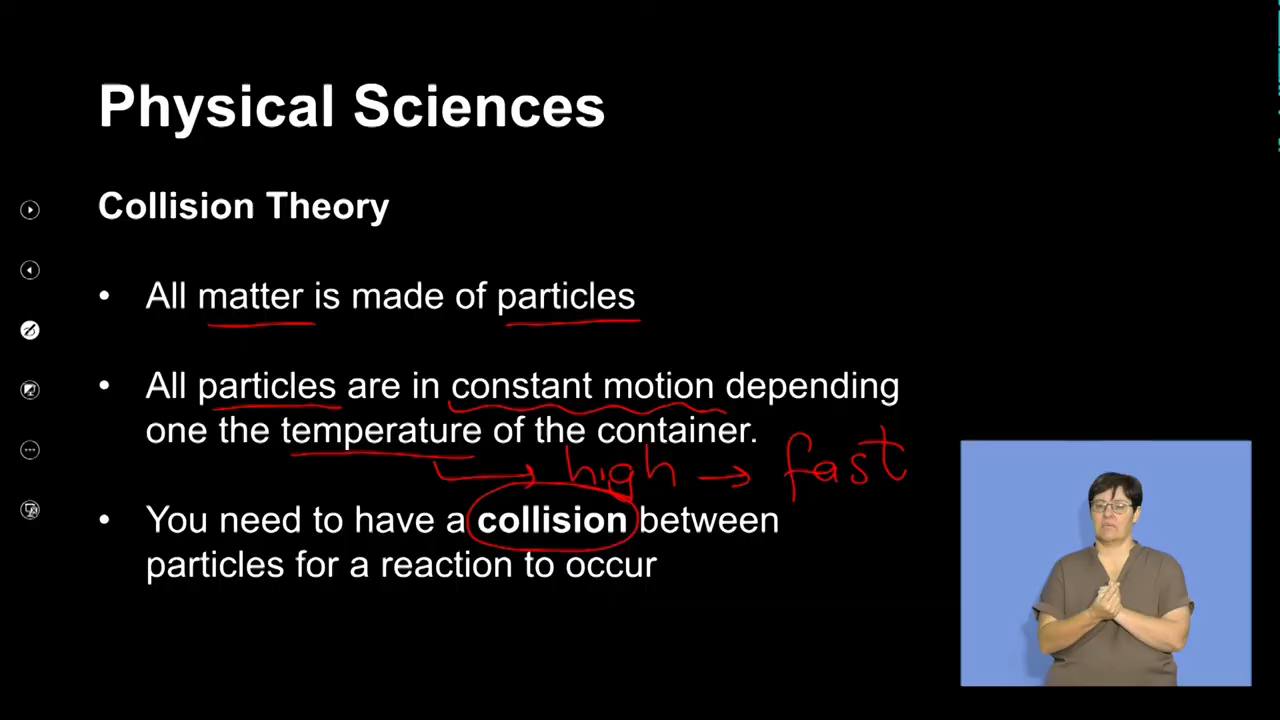 Physical Sciences
Collision Theory
• All matter is made of particles
• All particles are in constant motion depending
one the temperature of the container.
high → fast
• You need to have a collision between
particles for a reaction to occur